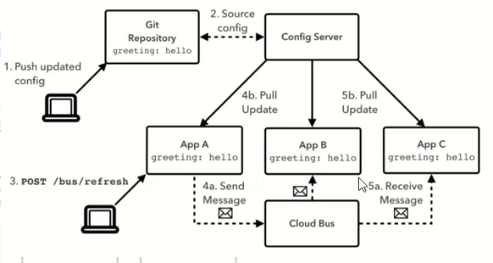 Git
Repository
greeting: hello
2. Source
config
Config Server
1. Push updated
config
4b. Pull
Update
5b. Pull
Update
App A
greeting: hello
App B
greeting: hello
App C
greeting: hello
3. POST /bus/refresh
4a. Send
Message
5a. Receive
Message
Cloud Bus